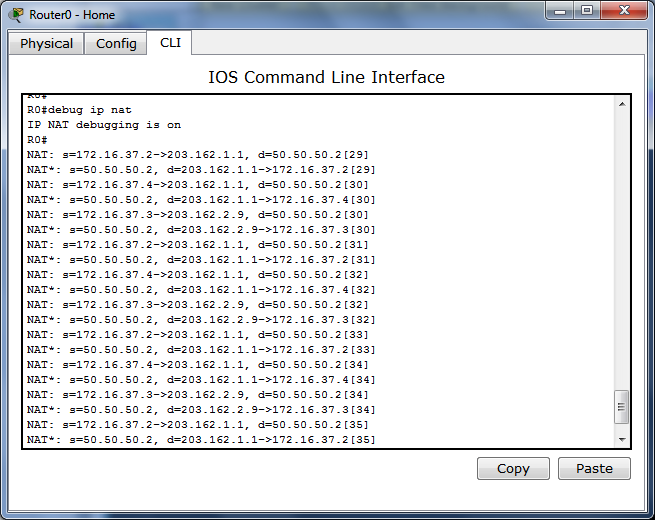 Router0 - Home
Physical Config CLI
IOS Command Line Interface
R0#
R0#debug ip nat
IP NAT debugging is on
R0#
NAT: s=172.16.37.2->203.162.1.1, d=50.50.50.2[29]
NAT*: s=50.50.50.2, d=203.162.1.1->172.16.37.2[29]
NAT: s=172.16.37.4->203.162.1.1, d=50.50.50.2[30]
NAT*: s=50.50.50.2, d=203.162.1.1->172.16.37.4[30]
NAT: s=172.16.37.3->203.162.2.9, d=50.50.50.2[30]
NAT*: s=50.50.50.2, d=203.162.2.9->172.16.37.3[30]
NAT: s=172.16.37.2->203.162.1.1, d=50.50.50.2[31]
NAT*: s=50.50.50.2, d=203.162.1.1->172.16.37.2[31]
NAT: s=172.16.37.4->203.162.1.1, d=50.50.50.2[32]
NAT*: s=50.50.50.2, d=203.162.1.1->172.16.37.4[32]
NAT: s=172.16.37.3->203.162.2.9, d=50.50.50.2[32]
NAT*: s=50.50.50.2, d=203.162.2.9->172.16.37.3[32]
NAT: s=172.16.37.2->203.162.1.1, d=50.50.50.2[33]
NAT*: s=50.50.50.2, d=203.162.1.1->172.16.37.2[33]
NAT: s=172.16.37.4->203.162.1.1, d=50.50.50.2[34]
NAT*: s=50.50.50.2, d=203.162.1.1->172.16.37.4[34]
NAT: s=172.16.37.3->203.162.2.9, d=50.50.50.2[34]
NAT*: s=50.50.50.2, d=203.162.2.9->172.16.37.3[34]
NAT: s=172.16.37.2->203.162.1.1, d=50.50.50.2[35]
NAT*: s=50.50.50.2, d=203.162.1.1->172.16.37.2[35]
Copy Paste